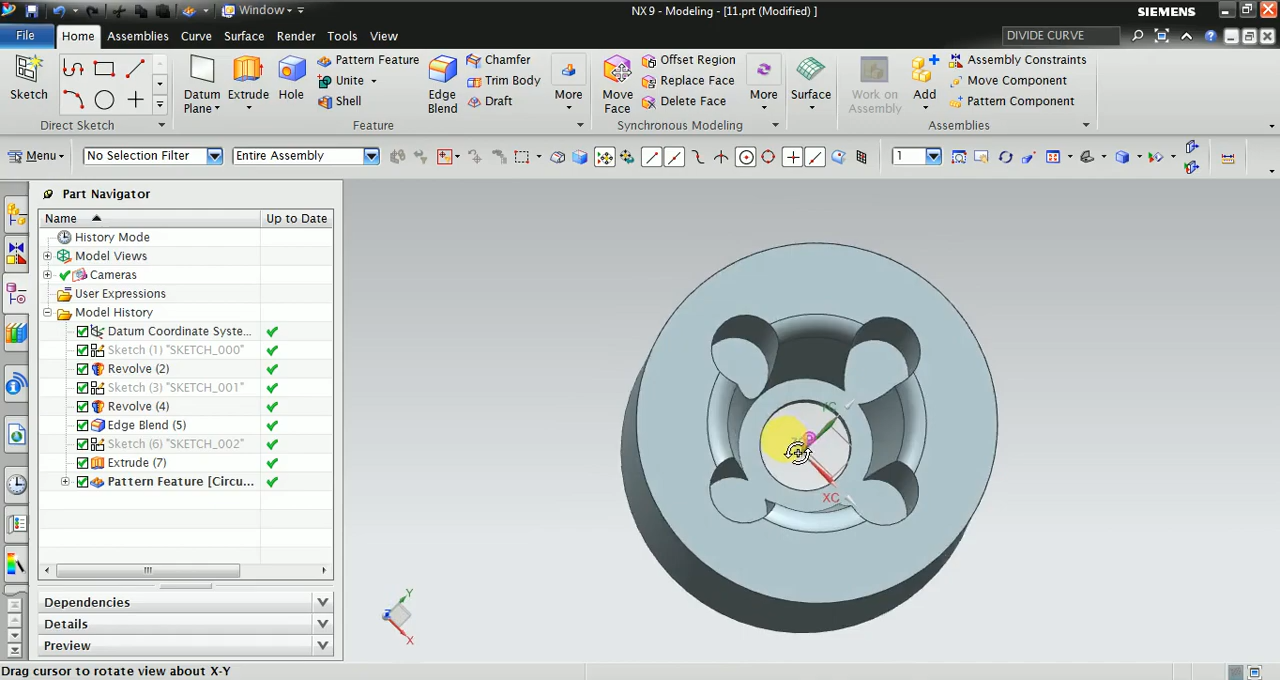 Window
NX 9 - Modeling - [11.prt (Modified) ]
SIEMENS
File
Home
Assemblies
Curve
Surface
Render
Tools
View
DIVIDE CURVE
Sketch
Direct Sketch
Datum Plane
Extrude
Hole
Pattern Feature
Unite
Shell
Edge Blend
Chamfer
Trim Body
Draft
More
Feature
Move Face
Offset Region
Replace Face
Delete Face
More
Synchronous Modeling
Surface
Work on Assembly
Add
Assembly Constraints
Move Component
Pattern Component
Assemblies
Menu
No Selection Filter
Entire Assembly
1
Part Navigator
Name
Up to Date
History Mode
Model Views
Cameras
User Expressions
Model History
Datum Coordinate Syste...
Sketch (1) "SKETCH_000"
Revolve (2)
Sketch (3) "SKETCH_001"
Revolve (4)
Edge Blend (5)
Sketch (6) "SKETCH_002"
Extrude (7)
Pattern Feature [Circu...
Dependencies
Details
Preview
YC
XC
Y
X
Drag cursor to rotate view about X-Y